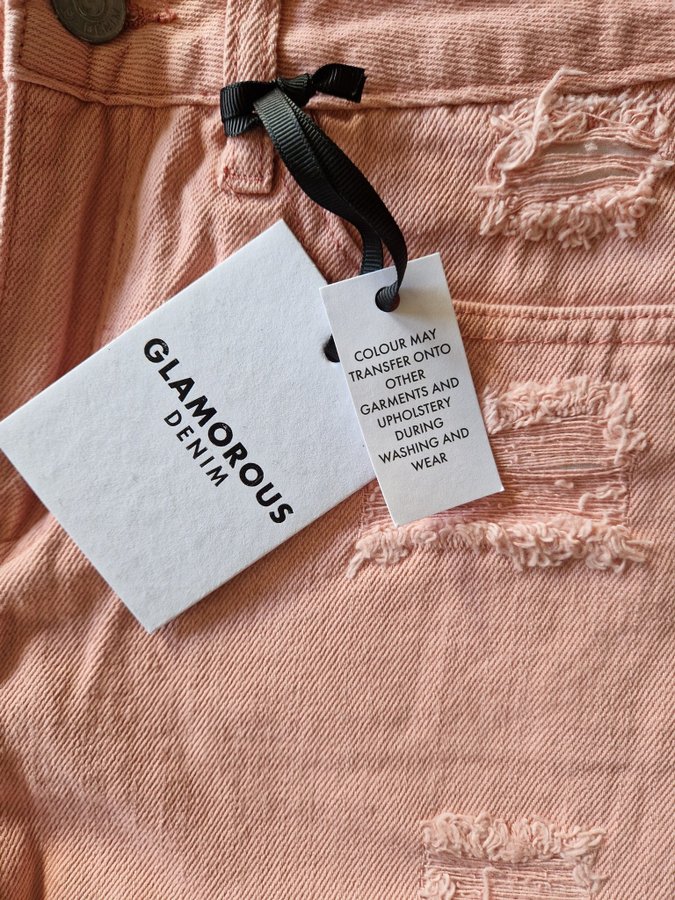 GLAMOROUS
DENIM
COLOUR MAY
TRANSFER ONTO
OTHER
GARMENTS AND
UPHOLSTERY
DURING
WASHING AND
WEAR